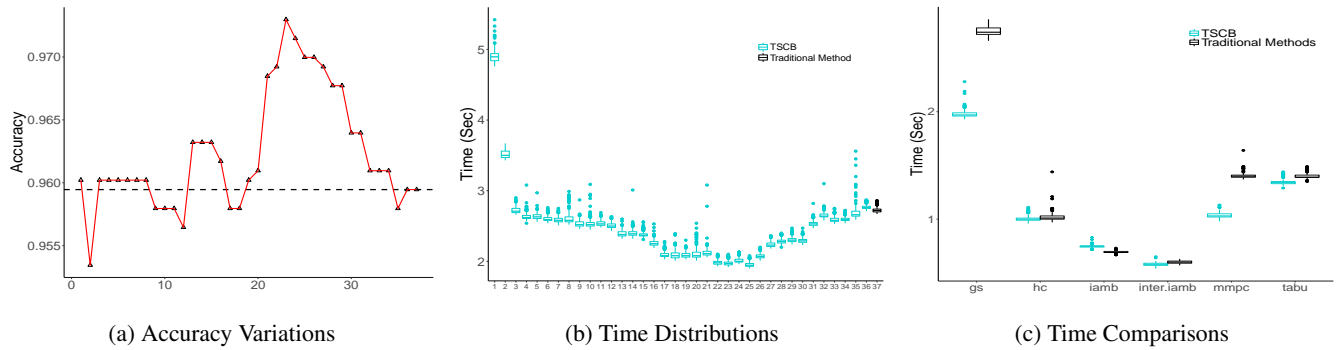 Accuracy
0.970
0.965
0.960
0.955
0
10
20
30
(a) Accuracy Variations
Time (Sec)
5
4
3
2
TSCB
Traditional Method
1 2 3 4 5 6 7 8 9 10 11 12 13 14 15 16 17 18 19 20 21 22 23 24 25 26 27 28 29 30 31 32 33 34 35 36 37
(b) Time Distributions
Time (Sec)
2
1
TSCB
Traditional Methods
gs hc iamb inter.iamb mmpc tabu
(c) Time Comparisons